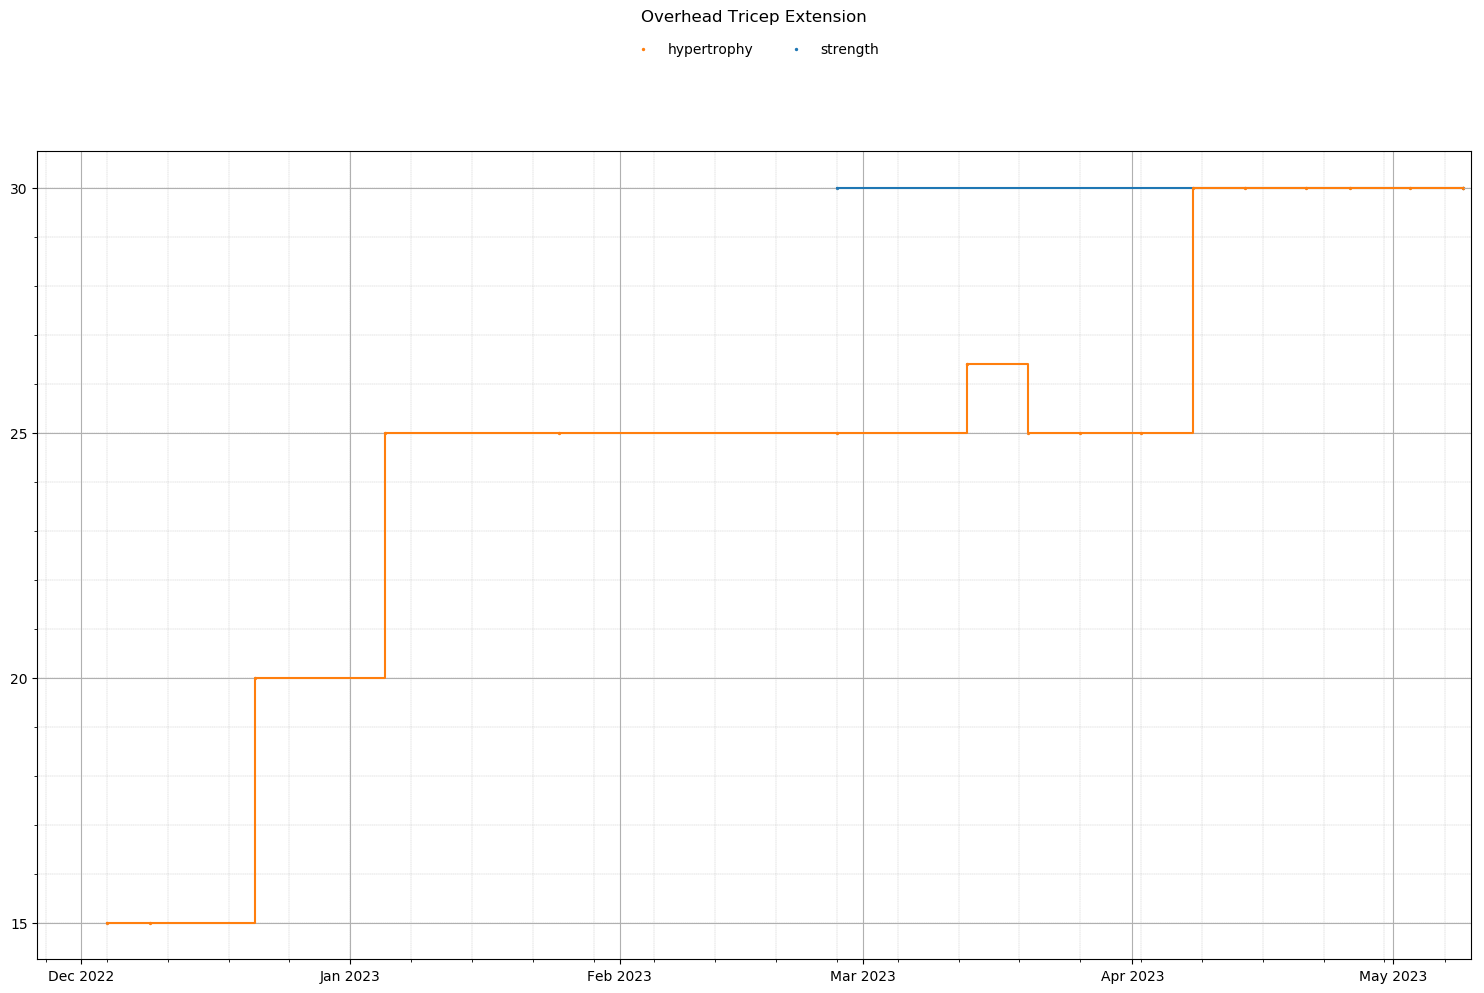 Overhead Tricep Extension
hypertrophy strength
30
25
20
15
Dec 2022 Jan 2023 Feb 2023 Mar 2023 Apr 2023 May 2023